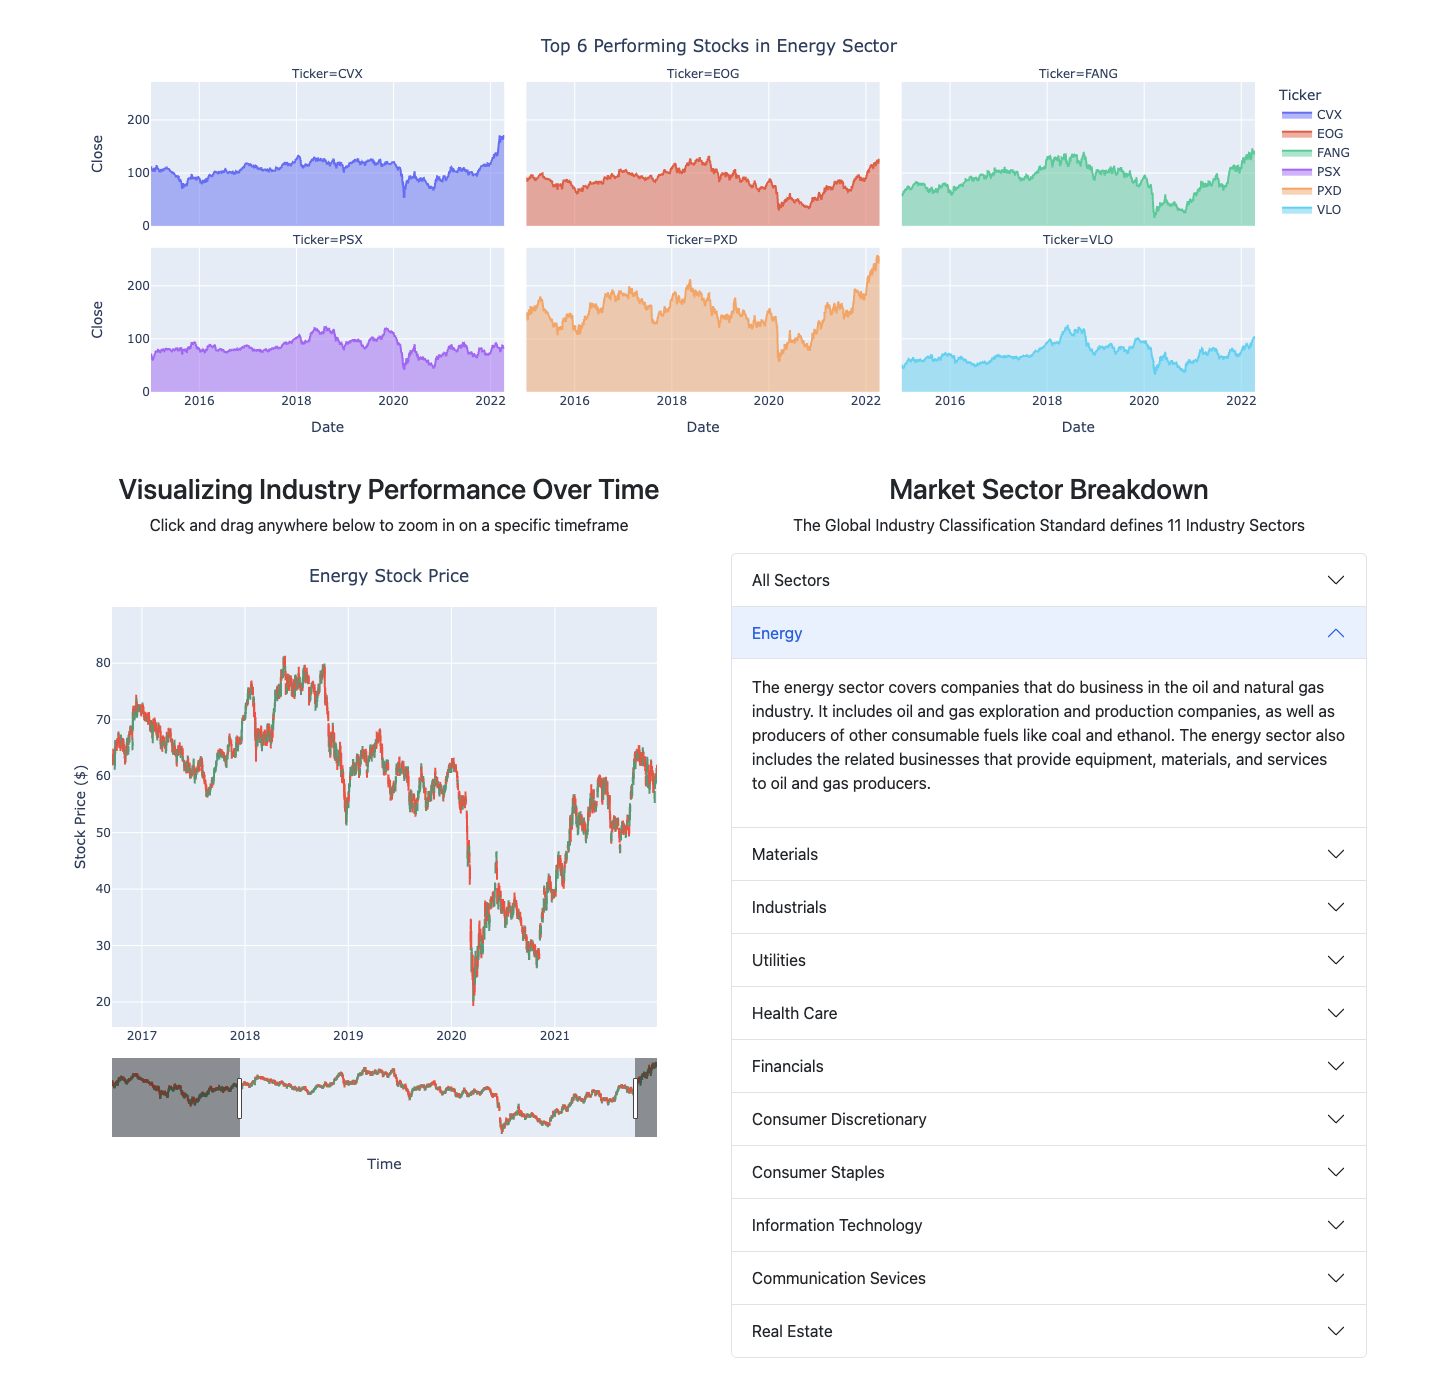 Top 6 Performing Stocks in Energy Sector
Ticker=CVX
Ticker=EOG
Ticker=FANG
Close
200
100
0
Ticker
CVX
EOG
FANG
PSX
PXD
VLO
Ticker=PSX
Ticker=PXD
Ticker=VLO
Close
200
100
0
2016 2018 2020 2022
2016 2018 2020 2022
2016 2018 2020 2022
Date
Date
Date
Visualizing Industry Performance Over Time
Click and drag anywhere below to zoom in on a specific timeframe
Energy Stock Price
Stock Price ($)
80
70
60
50
40
30
20
2017 2018 2019 2020 2021
Time
Market Sector Breakdown
The Global Industry Classification Standard defines 11 Industry Sectors
All Sectors
Energy
The energy sector covers companies that do business in the oil and natural gas
industry. It includes oil and gas exploration and production companies, as well as
producers of other consumable fuels like coal and ethanol. The energy sector also
includes the related businesses that provide equipment, materials, and services
to oil and gas producers.
Materials
Industrials
Utilities
Health Care
Financials
Consumer Discretionary
Consumer Staples
Information Technology
Communication Sevices
Real Estate